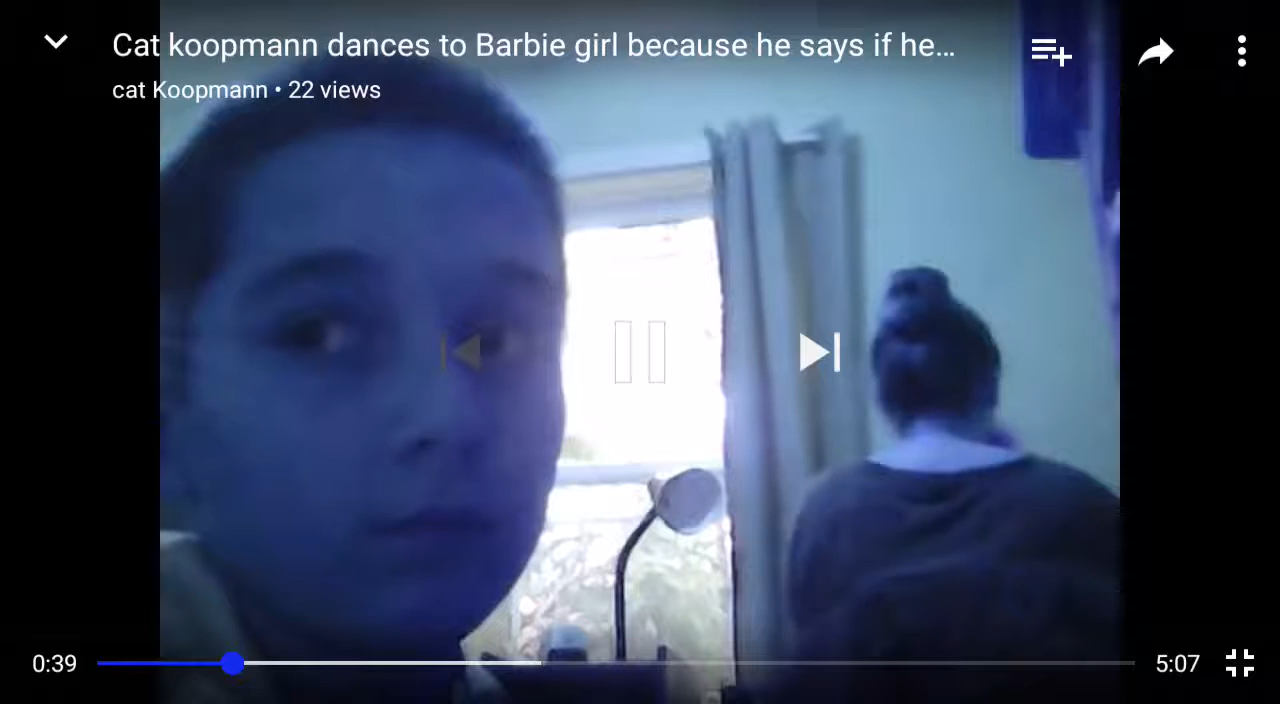 Cat koopmann dances to Barbie girl because he says if he…
cat Koopmann • 22 views
0:39
5:07